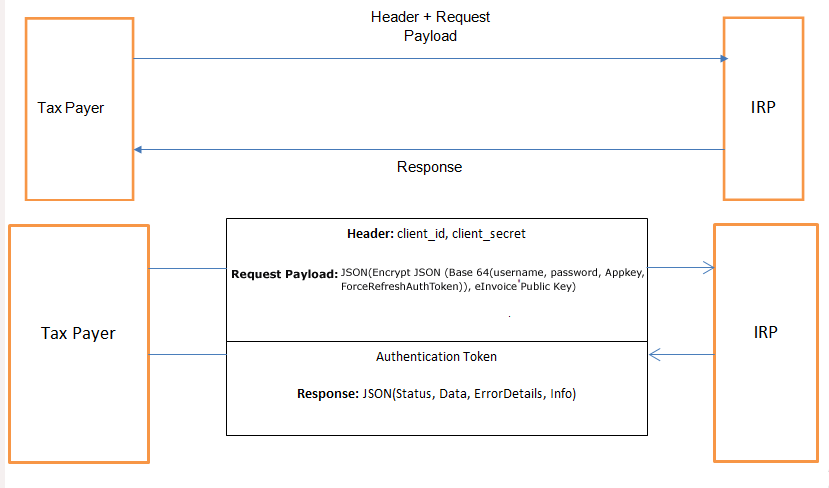 Header + Request
Payload
Tax Payer
IRP
Response
Header: client_id, client_secret
Request Payload: JSON(Encrypt JSON (Base 64(username, password, Appkey,
ForceRefreshAuthToken)), eInvoice'Public Key)
.
Tax Payer
IRP
Authentication Token
Response: JSON(Status, Data, ErrorDetails, Info)